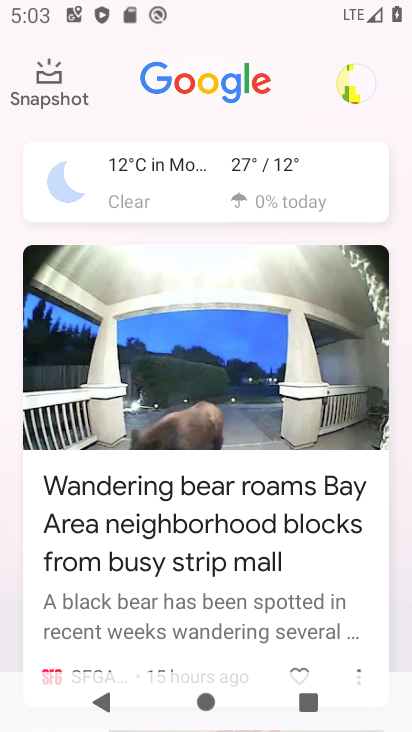 5:03 LTE
Snapshot
Google
12°C in Mo... 27° / 12°
Clear 0% today
Wandering bear roams Bay
Area neighborhood blocks
from busy strip mall
A black bear has been spotted in
recent weeks wandering several ...
SFG SFGA... • 15 hours ago